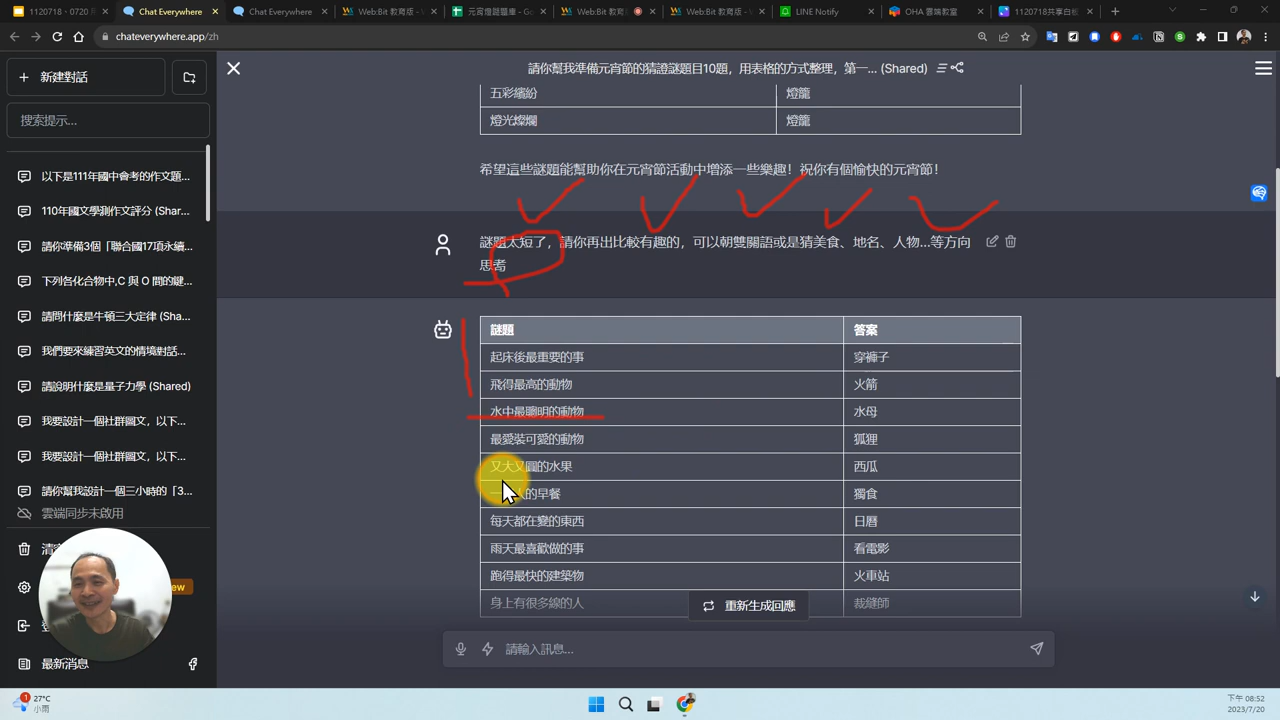 1120718 - 0720
Chat Everywhere
Chat Everywhere
Web:Bit 教育版 -
元宵燈謎題庫 - Go
Web:Bit 教育
Web:Bit 教育版 -
LINE Notify
OHA 雲端教室
1120718共享白板
chateverywhere.app/zh
新建對話
搜索提示...
以下是111年國中會考的作文題...
110年國文學測作文評分 (Shar...
請你準備3個「聯合國17項永續...
下列各化合物中,C 與 O 間的鍵...
請問什麼是牛頓三大定律 (Sha...
我們要來練習英文的情境對話...
請說明什麼是量子力學 (Shared)
我要設計一個社群圖文，以下...
我要設計一個社群圖文，以下...
請你幫我設計一個三小時的「3...
雲端同步未啟用
清
ew
最新消息
請你幫我準備元宵節的猜證謎題目10題，用表格的方式整理，第一... (Shared)
五彩繽紛 燈籠
燈光燦爛 燈籠
希望這些謎題能幫助你在元宵節活動中增添一些樂趣！祝你有個愉快的元宵節！
謎題太短了，請你再出比較有趣的，可以朝雙關語或是猜美食、地名、人物...等方向
思考
謎題 答案
起床後最重要的事 穿褲子
飛得最高的動物 火箭
水中最聰明的動物 水母
最愛裝可愛的動物 狐狸
又大又圓的水果 西瓜
一 人的早餐 獨食
每天都在變的東西 日曆
雨天最喜歡做的事 看電影
跑得最快的建築物 火車站
身上有很多線的人 裁縫師
重新生成回應
請輸入訊息...
1
27°C
小雨
下午 08:52
2023/7/20